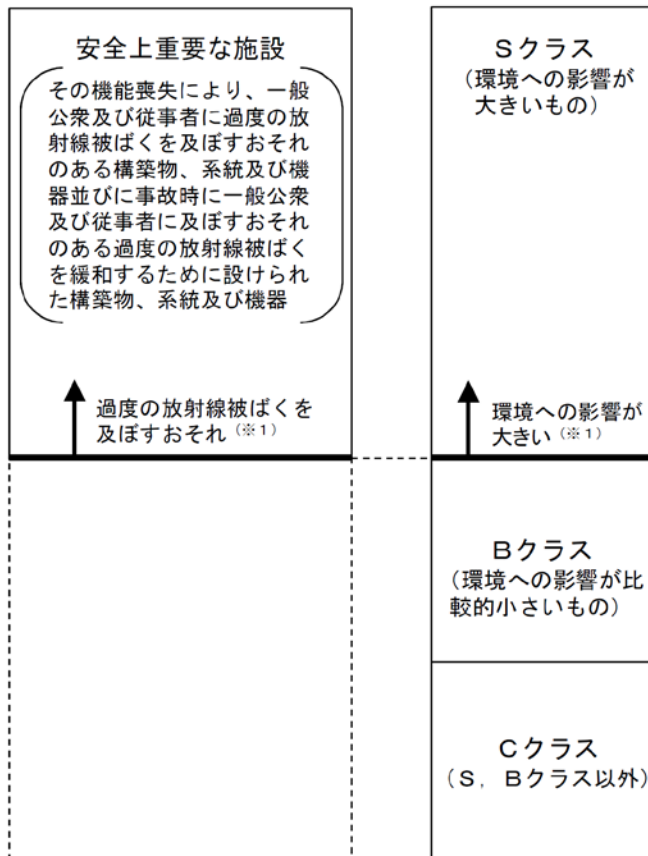 安全上重要な施設
その機能喪失により、一般
公衆及び従事者に過度の放
射線被ばくを及ぼすおそれ
のある構築物、系統及び機
器並びに事故時に一般公衆
及び従事者に及ぼすおそれ
のある過度の放射線被ばく
を緩和するために設けられ
た構築物、系統及び機器
過度の放射線被ばくを
及ぼすおそれ(※1)
Sクラス
(環境への影響が
大きいもの)
環境への影響が
大きい(※1)
Bクラス
(環境への影響が比
較的小さいもの)
Cクラス
(S,Bクラス以外)